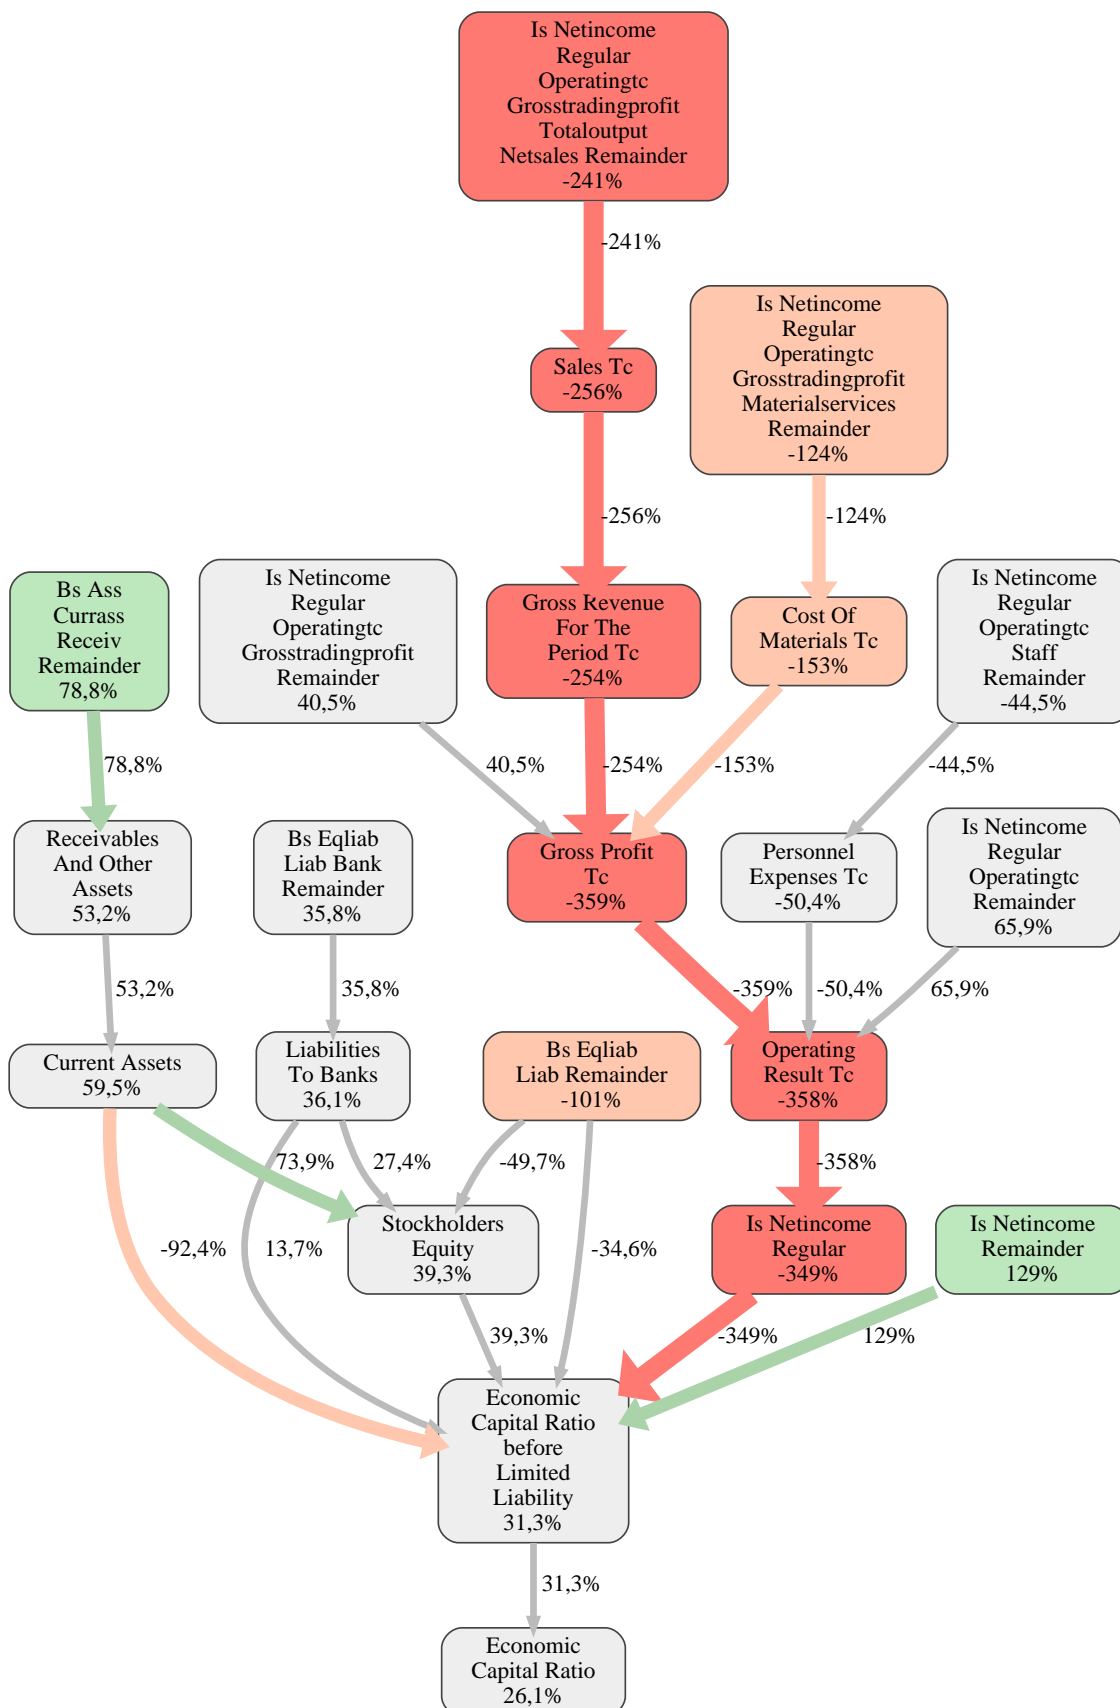 Is Netincome
Regular
Operatingtc
Grosstradingprofit
Totaloutput
Netsales Remainder
-241%
-241%
Is Netincome
Regular
Operatingtc
Grosstradingprofit
Materialservices
Remainder
-124%
Sales Tc
-256%
-256%
-124%
Bs Ass
Currass
Receiv
Remainder
78,8%
Is Netincome
Regular
Operatingtc
Grosstradingprofit
Remainder
40,5%
Gross Revenue
For The
Period Tc
-254%
Cost Of
Materials Tc
-153%
Is Netincome
Regular
Operatingtc
Staff
Remainder
-44,5%
78,8%
40,5%
-254%
-153%
-44,5%
Receivables
And Other
Assets
53,2%
Bs Eqliab
Liab Bank
Remainder
35,8%
Gross Profit
Tc
-359%
Personnel
Expenses Tc
-50,4%
Is Netincome
Regular
Operatingtc
Remainder
65,9%
53,2%
35,8%
-359%
-50,4%
65,9%
Current Assets
59,5%
Liabilities
To Banks
36,1%
Bs Eqliab
Liab Remainder
-101%
Operating
Result Tc
-358%
73,9%
27,4%
-49,7%
-358%
-92,4%
13,7%
Stockholders
Equity
39,3%
-34,6%
Is Netincome
Regular
-349%
Is Netincome
Remainder
129%
39,3%
-349%
129%
Economic
Capital Ratio
before
Limited
Liability
31,3%
31,3%
Economic
Capital Ratio
26,1%